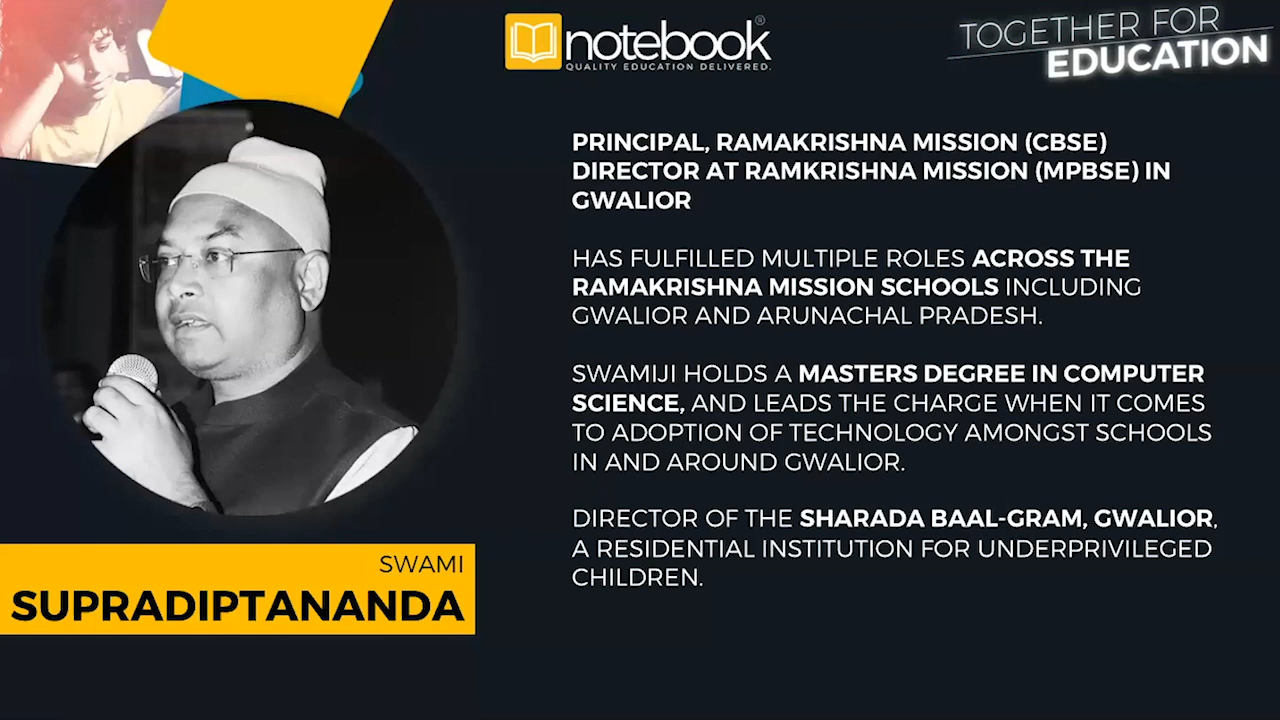 notebook®
QUALITY EDUCATION DELIVERED.
TOGETHER FOR
EDUCATION
PRINCIPAL, RAMAKRISHNA MISSION (CBSE)
DIRECTOR AT RAMKRISHNA MISSION (MPBSE) IN
GWALIOR
HAS FULFILLED MULTIPLE ROLES ACROSS THE
RAMAKRISHNA MISSION SCHOOLS INCLUDING
GWALIOR AND ARUNACHAL PRADESH.
SWAMIJI HOLDS A MASTERS DEGREE IN COMPUTER
SCIENCE, AND LEADS THE CHARGE WHEN IT COMES
TO ADOPTION OF TECHNOLOGY AMONGST SCHOOLS
IN AND AROUND GWALIOR.
DIRECTOR OF THE SHARADA BAAL-GRAM, GWALIOR,
A RESIDENTIAL INSTITUTION FOR UNDERPRIVILEGED
CHILDREN.
SWAMI
SUPRADIPTANANDA